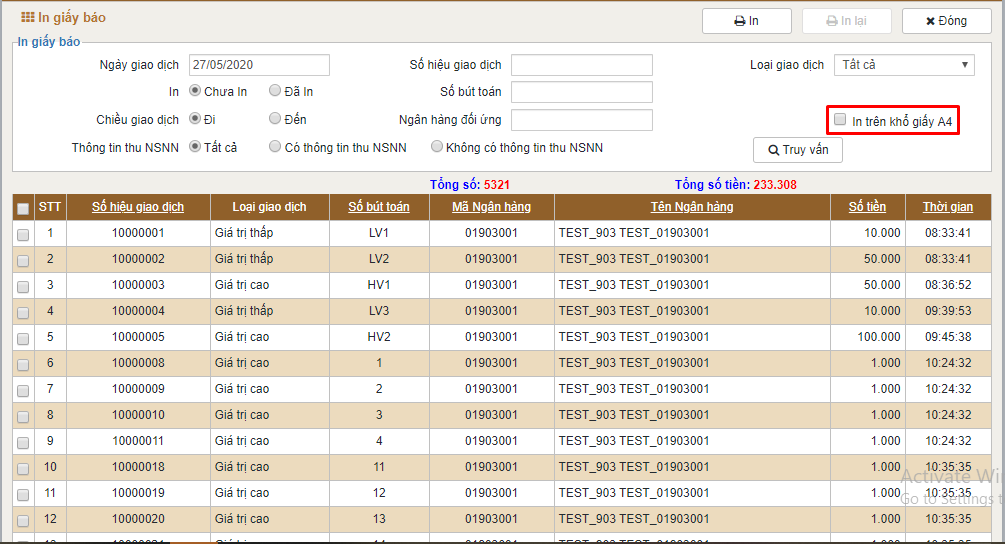 In giấy báo
In In lại Đóng
In giấy báo
Ngày giao dịch 27/05/2020 Số hiệu giao dịch Loại giao dịch Tất cả
In Chưa In Đã In Số bút toán
Chiều giao dịch Đi Đến Ngân hàng đối ứng In trên khổ giấy A4
Thông tin thu NSNN Tất cả Có thông tin thu NSNN Không có thông tin thu NSNN Truy vấn
Tổng số: 5321 Tổng số tiền: 233.308
STT Số hiệu giao dịch Loại giao dịch Số bút toán Mã Ngân hàng Tên Ngân hàng Số tiền Thời gian
1 10000001 Giá trị thấp LV1 01903001 TEST_903 TEST_01903001 10.000 08:33:41
2 10000002 Giá trị thấp LV2 01903001 TEST_903 TEST_01903001 50.000 08:33:41
3 10000003 Giá trị cao HV1 01903001 TEST_903 TEST_01903001 50.000 08:36:52
4 10000004 Giá trị thấp LV3 01903001 TEST_903 TEST_01903001 10.000 09:39:53
5 10000005 Giá trị cao HV2 01903001 TEST_903 TEST_01903001 100.000 09:45:38
6 10000008 Giá trị cao 1 01903001 TEST_903 TEST_01903001 1.000 10:24:32
7 10000009 Giá trị cao 2 01903001 TEST_903 TEST_01903001 1.000 10:24:32
8 10000010 Giá trị cao 3 01903001 TEST_903 TEST_01903001 1.000 10:24:32
9 10000011 Giá trị cao 4 01903001 TEST_903 TEST_01903001 1.000 10:24:32
10 10000018 Giá trị cao 11 01903001 TEST_903 TEST_01903001 1.000 10:35:35
Activate Wi
11 10000019 Giá trị cao 12 01903001 TEST_903 TEST_01903001 1.000 10:35:35
Go to Settings t
12 10000020 Giá trị cao 13 01903001 TEST_903 TEST_01903001 1.000 10:35:35